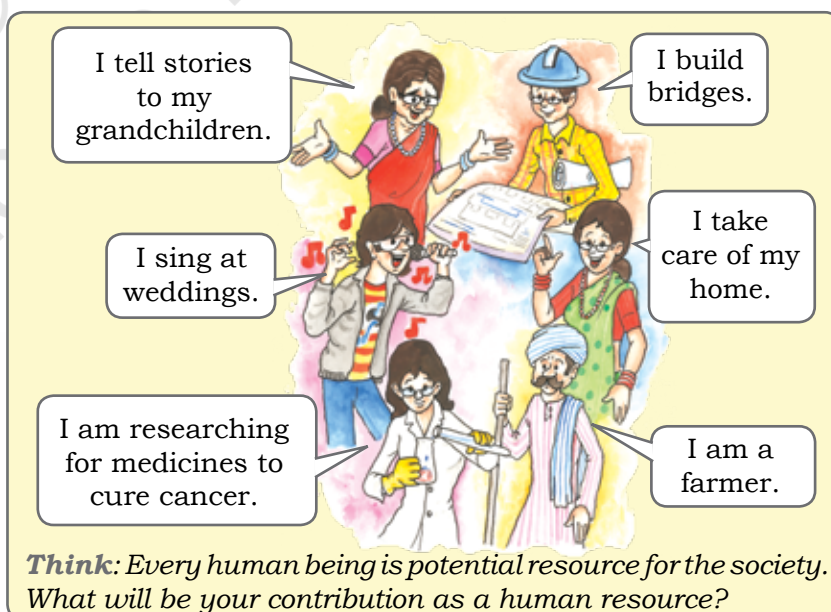 I tell stories
to my
grandchildren.
I build
bridges.
I sing at
weddings.
I take
care of my
home.
I am researching
for medicines to
cure cancer.
I am a
farmer.
Think: Every human being is potential resource for the society.
What will be your contribution as a human resource?